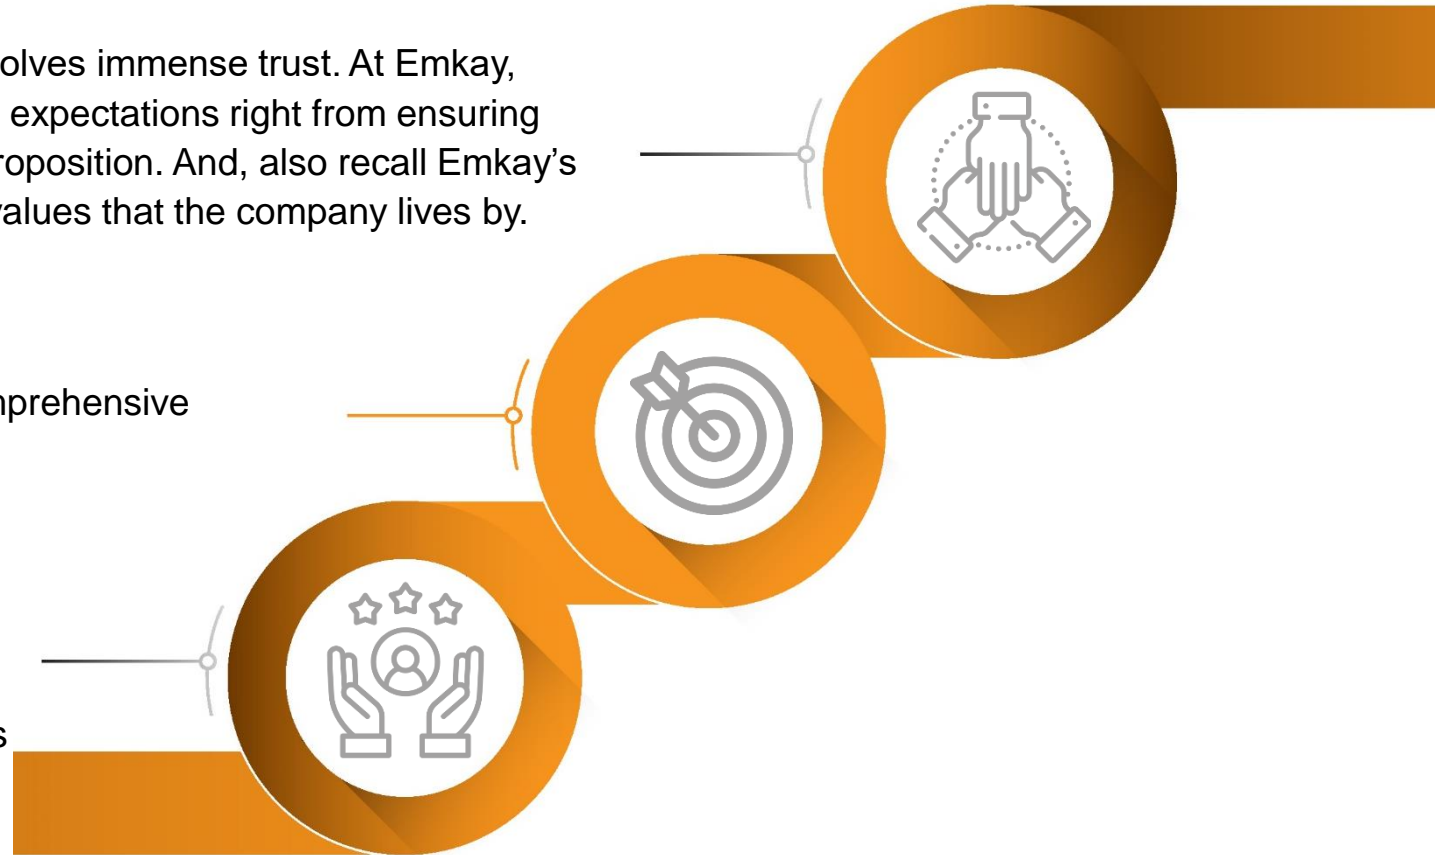 olves immense trust. At Emkay,
expectations right from ensuring
roposition. And, also recall Emkay’s
values that the company lives by.
mprehensive
s